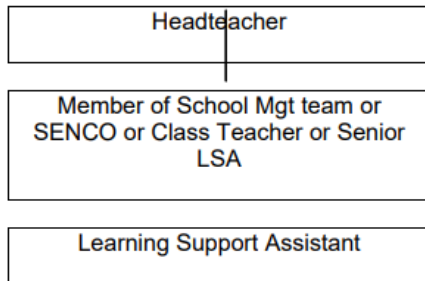 Headteacher
Member of School Mgt team or
SENCO or Class Teacher or Senior
LSA
Learning Support Assistant